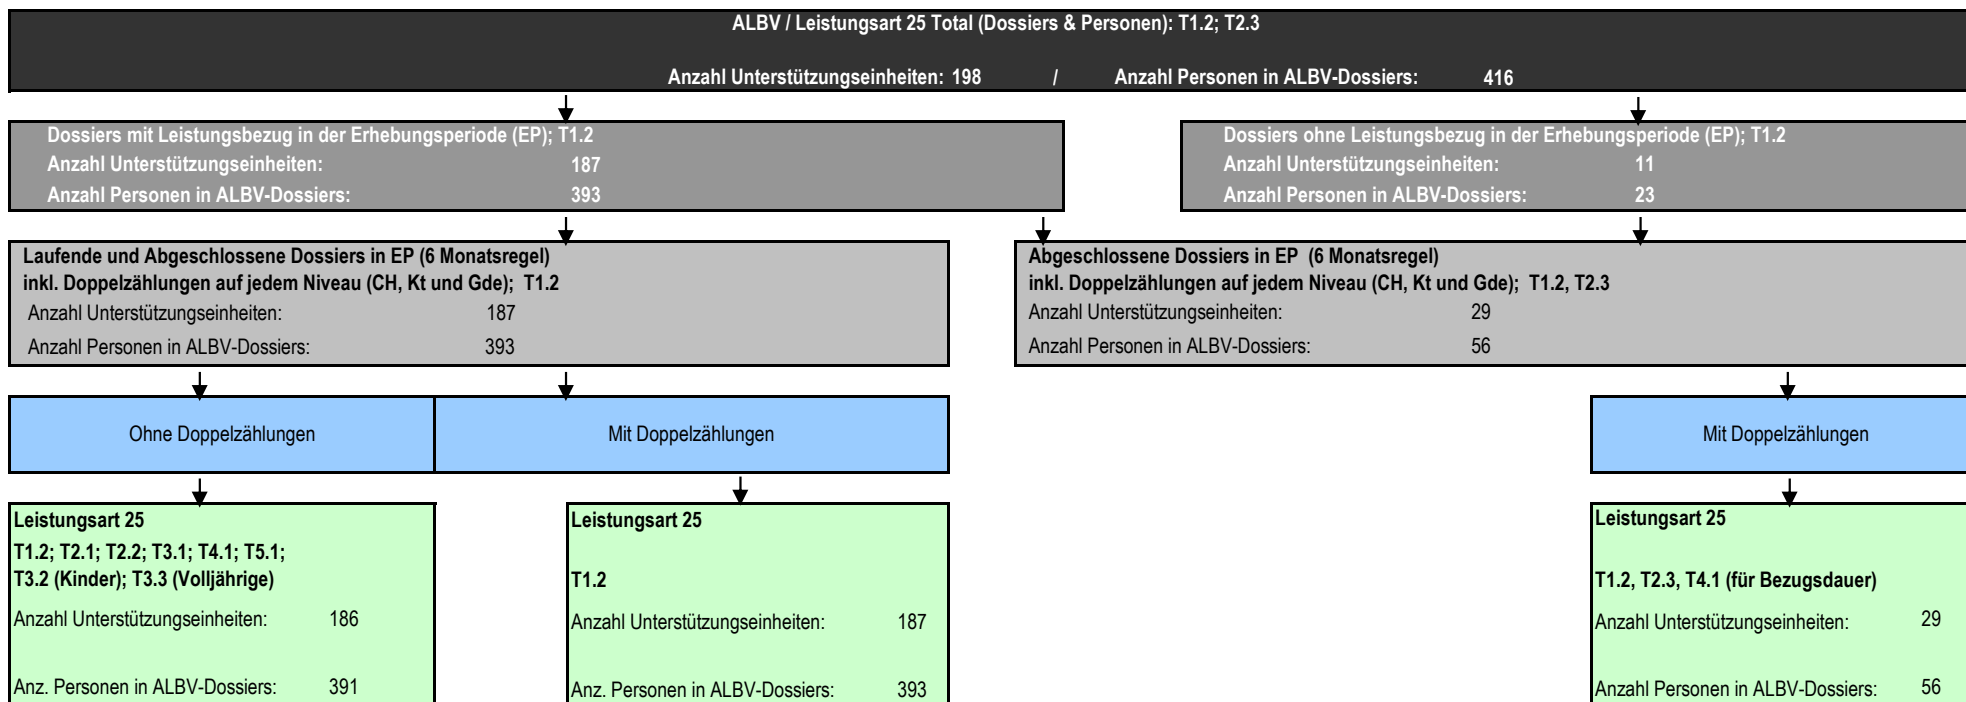 ALBV / Leistungsart 25 Total (Dossiers & Personen): T1.2; T2.3
Anzahl Unterstützungseinheiten: 198 / Anzahl Personen in ALBV-Dossiers: 416
Dossiers mit Leistungsbezug in der Erhebungsperiode (EP); T1.2
Anzahl Unterstützungseinheiten: 187
Anzahl Personen in ALBV-Dossiers: 393
Dossiers ohne Leistungsbezug in der Erhebungsperiode (EP); T1.2
Anzahl Unterstützungseinheiten: 11
Anzahl Personen in ALBV-Dossiers: 23
Laufende und Abgeschlossene Dossiers in EP (6 Monatsregel)
inkl. Doppelzählungen auf jedem Niveau (CH, Kt und Gde); T1.2
Anzahl Unterstützungseinheiten: 187
Anzahl Personen in ALBV-Dossiers: 393
Abgeschlossene Dossiers in EP (6 Monatsregel)
inkl. Doppelzählungen auf jedem Niveau (CH, Kt und Gde); T1.2, T2.3
Anzahl Unterstützungseinheiten: 29
Anzahl Personen in ALBV-Dossiers: 56
Ohne Doppelzählungen
Mit Doppelzählungen
Mit Doppelzählungen
Leistungsart 25
T1.2; T2.1; T2.2; T3.1; T4.1; T5.1;
T3.2 (Kinder); T3.3 (Volljährige)
Anzahl Unterstützungseinheiten: 186
Anz. Personen in ALBV-Dossiers: 391
Leistungsart 25
T1.2
Anzahl Unterstützungseinheiten: 187
Anz. Personen in ALBV-Dossiers: 393
Leistungsart 25
T1.2, T2.3, T4.1 (für Bezugsdauer)
Anzahl Unterstützungseinheiten: 29
Anzahl Personen in ALBV-Dossiers: 56